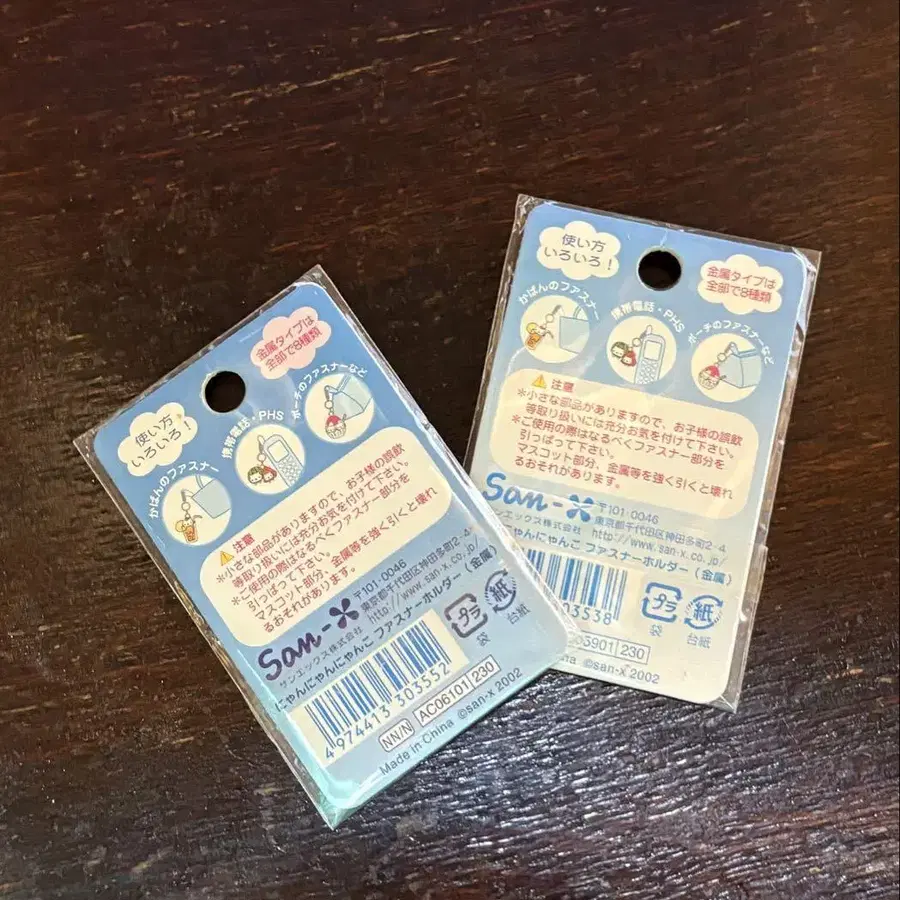 金属タイプは
全部で8種類
使い方
いろいろ！
かばんのファスナー
携帯電話・PHS
ポーチのファスナーなど
注意
＊小さな部品がありますので、お子様の誤飲
等取り扱いには充分お気を付けて下さい。
＊ご使用の際はなるべくファスナー部分を
引っぱって下さい。
マスコット部分、金属等を強く引くと壊れ
るおそれがあります。
San-X
〒101-0046
サンエックス株式会社 東京都千代田区神田多町2-4
http://www.san-x.co.jp/
にゃんにゃんにゃんこ ファスナーホルダー（金属）
4 974413 303552
プラ
袋
紙
台紙
NN/N AC06101 230
Made in China ©san-x 2002
使い方
いろいろ！
金属タイプは
全部で8種類
かばんのファスナー
携帯電話・PHS
ポーチのファスナーなど
注意
＊小さな部品がありますので、お子様の誤飲
等取り扱いには充分お気を付けて下さい。
＊ご使用の際はなるべくファスナー部分を
引っぱって下さい。
マスコット部分、金属等を強く引くと壊れ
るおそれがあります。
San-X
〒101-0046
サンエックス株式会社 東京都千代田区神田多町2-4
http://www.san-x.co.jp/
ゃんにゃんこ ファスナーホルダー（金属）
303538
プラ
袋
紙
台紙
05901 230
china ©san-x 2002